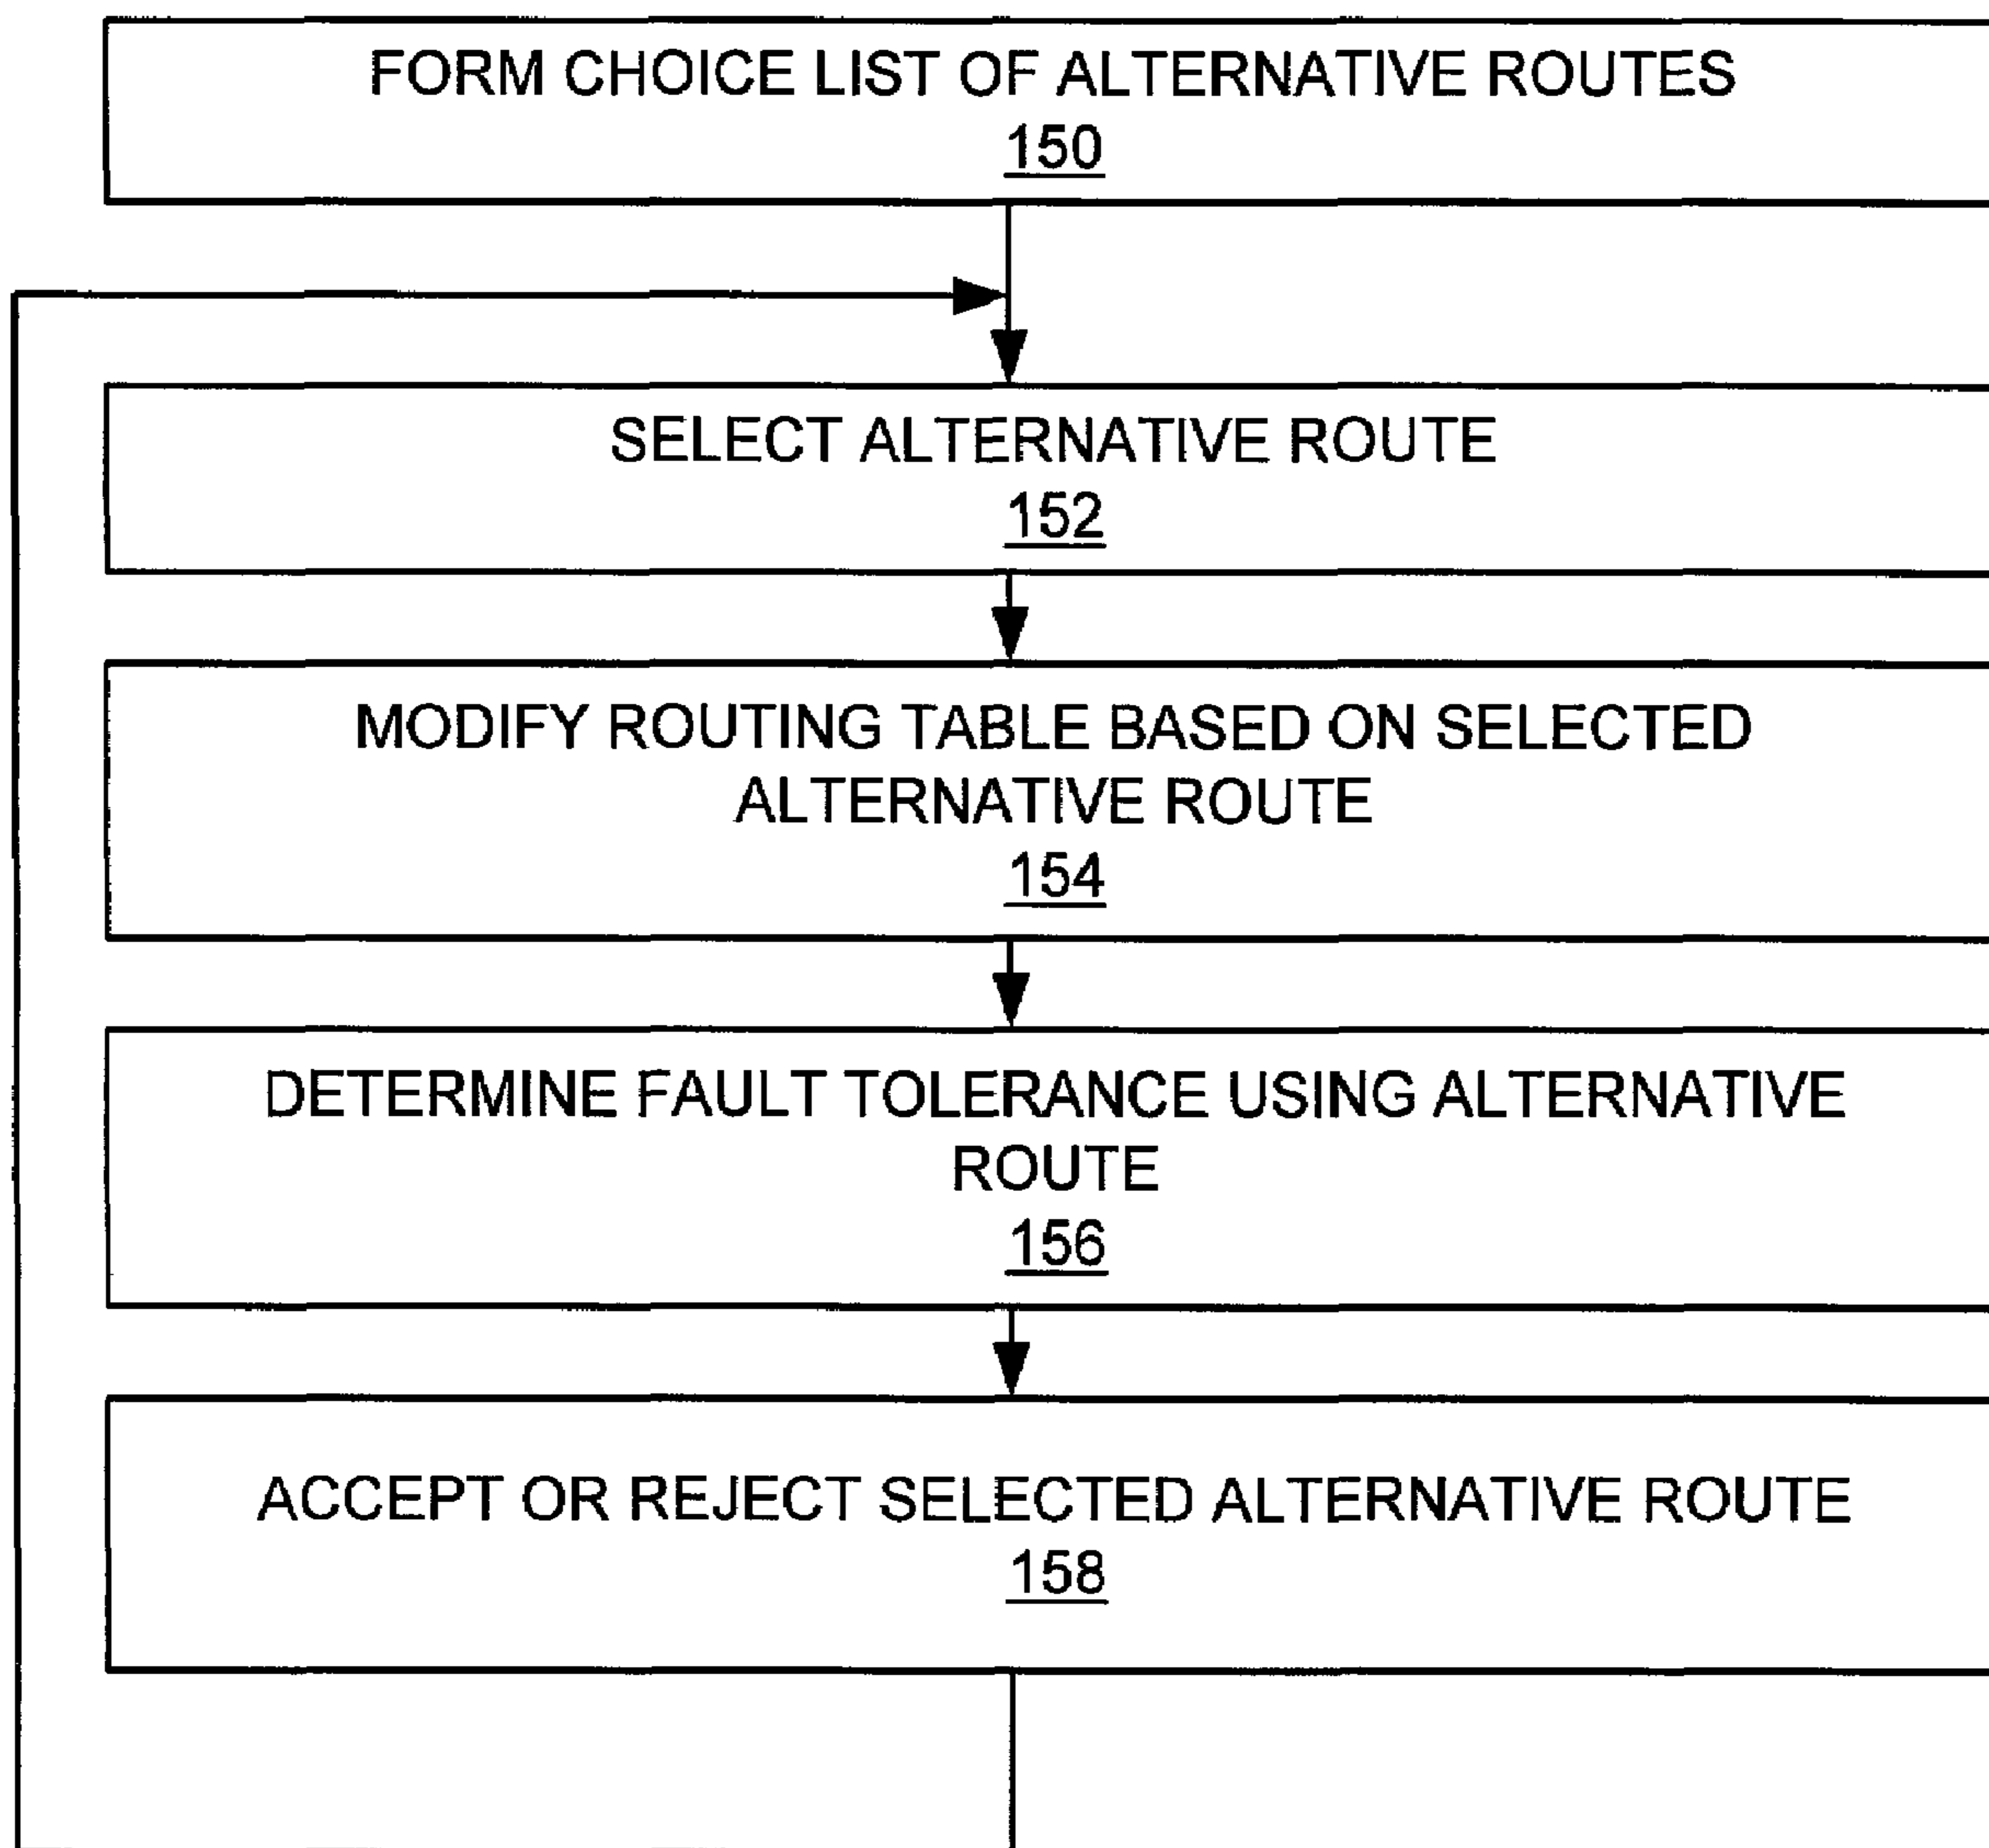 FORM CHOICE LIST OF ALTERNATIVE ROUTES
150
SELECT ALTERNATIVE ROUTE
152
MODIFY ROUTING TABLE BASED ON SELECTED
ALTERNATIVE ROUTE
154
DETERMINE FAULT TOLERANCE USING ALTERNATIVE
ROUTE
156
ACCEPT OR REJECT SELECTED ALTERNATIVE ROUTE
158